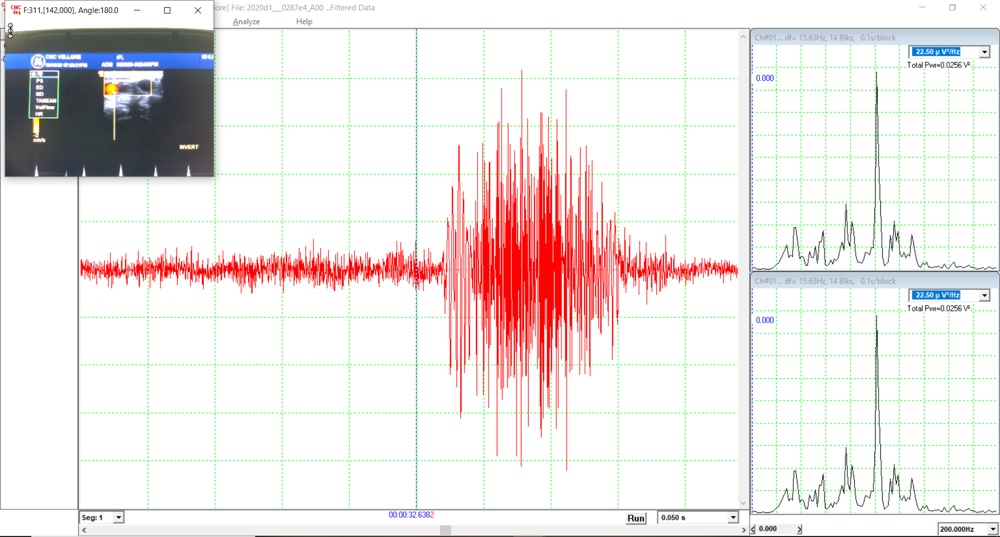 F:311,[142,000], Angle:180.0
lore] File: 2020d1___0287e4_A00 ...Filtered Data
Analyze Help
CMC VELLORE
d1,
ADM
PS
ED
MD
TAMEAN
VolFlow
HR
-2
cm/s
INVERT
Ch#01... df= 15.63Hz, 14 Blks, 0.1s/block
22.50 µ V²/Hz
Total Pwr=0.0256 V²
0.000
Ch#01... df= 15.63Hz, 14 Blks, 0.1s/block
22.50 µ V²/Hz
Total Pwr=0.0256 V²
0.000
Seg: 1
00:00:32.6382
Run
0.050 s
0.000
200.000Hz